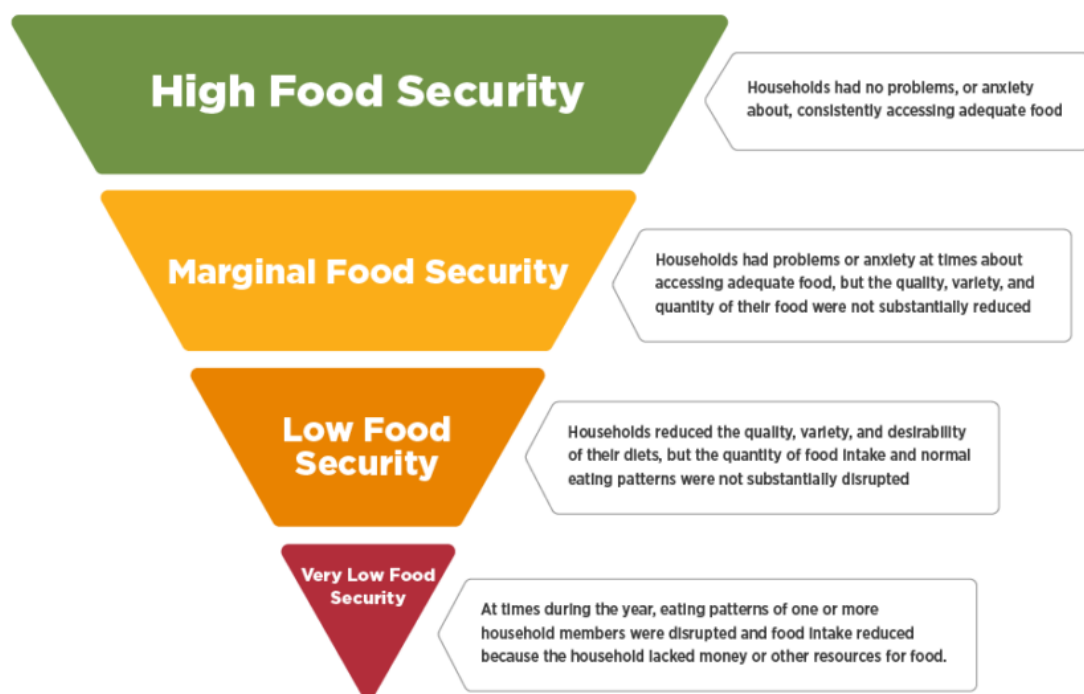 High Food Security
Households had no problems, or anxiety
about, consistently accessing adequate food
Marginal Food Security
Households had problems or anxiety at times about
accessing adequate food, but the quality, variety, and
quantity of their food were not substantially reduced
Low Food
Security
Households reduced the quality, variety, and desirability
of their diets, but the quantity of food intake and normal
eating patterns were not substantially disrupted
Very Low Food
Security
At times during the year, eating patterns of one or more
household members were disrupted and food intake reduced
because the household lacked money or other resources for food.